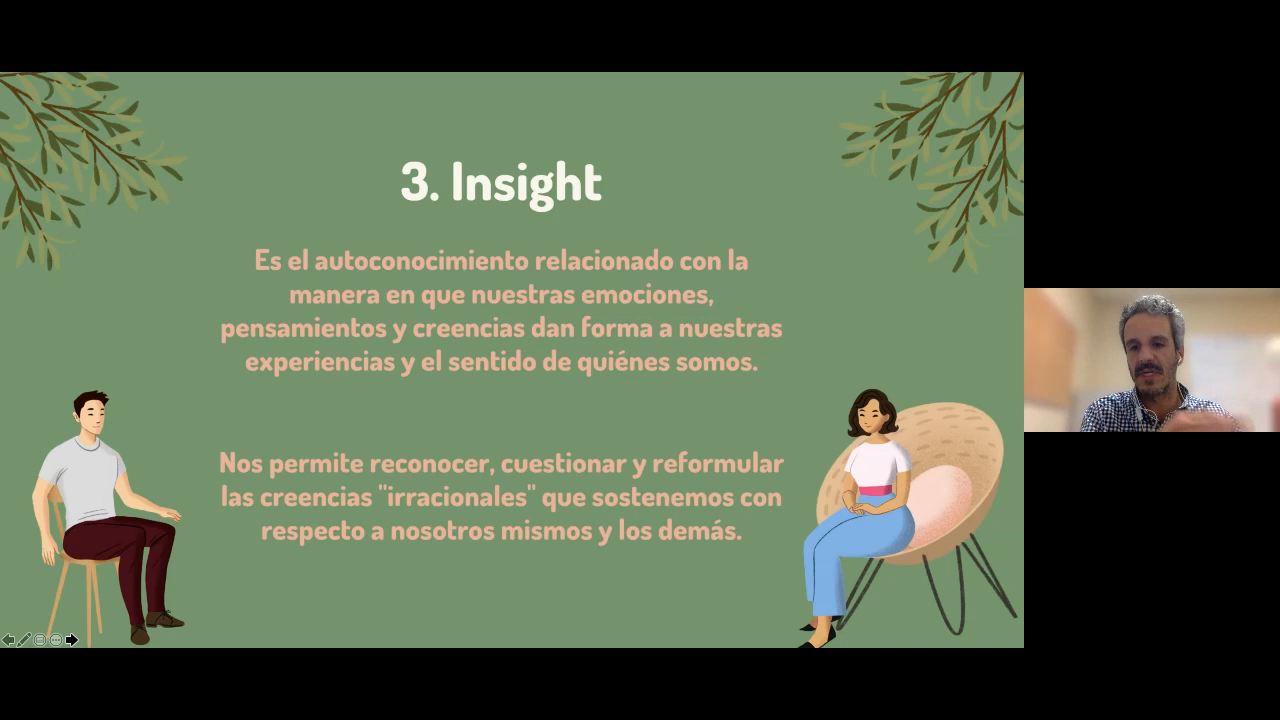 3. Insight
Es el autoconocimiento relacionado con la
manera en que nuestras emociones,
pensamientos y creencias dan forma a nuestras
experiencias y el sentido de quiénes somos.
Nos permite reconocer, cuestionar y reformular
las creencias "irracionales" que sostenemos con
respecto a nosotros mismos y los demás.